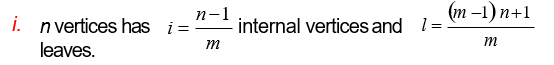 i. n vertices has i = (n−1)/m internal vertices and l = ((m−1)n+1)/m
leaves.